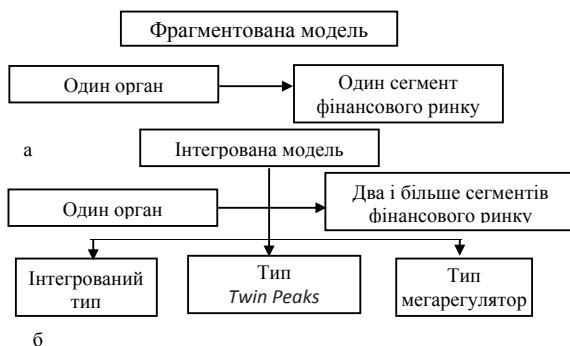 Фрагментована модель
Один орган
Один сегмент
фінансового ринку
а
Інтегрована модель
Один орган
Два і більше сегментів
фінансового ринку
Інтегрований
тип
Тип
Twin Peaks
Тип
мегарегулятор
б